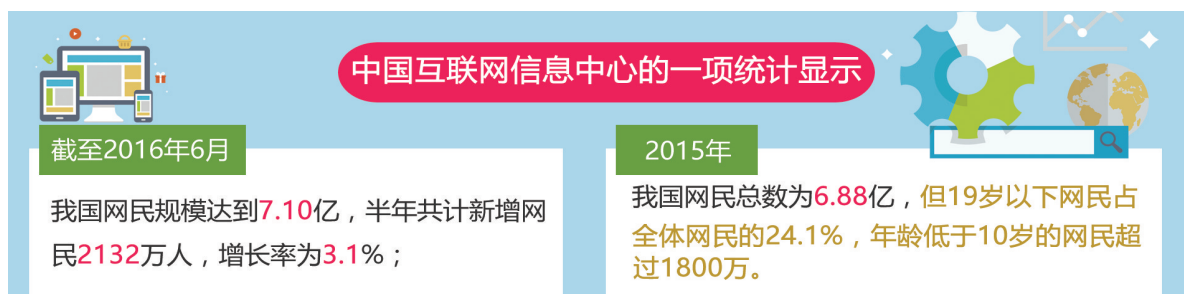 中国互联网信息中心的一项统计显示
截至2016年6月
我国网民规模达到7.10亿，半年共计新增网
民2132万人，增长率为3.1%；
2015年
我国网民总数为6.88亿，但19岁以下网民占
全体网民的24.1%，年龄低于10岁的网民超
过1800万。